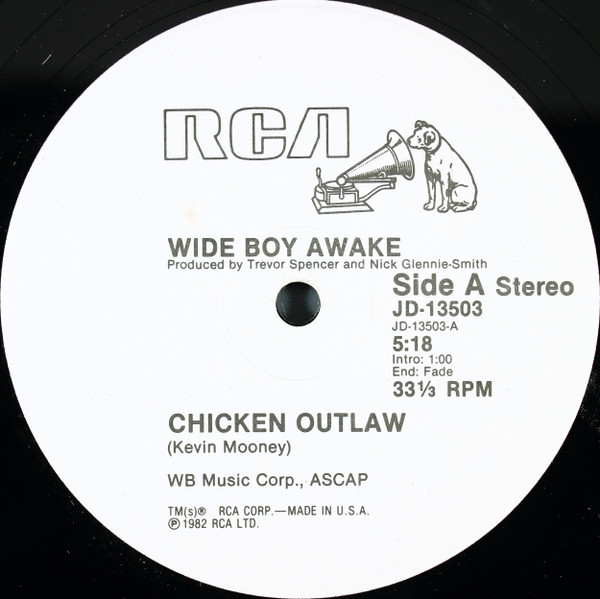 RCA
WIDE BOY AWAKE
Produced by Trevor Spencer and Nick Glennie-Smith
Side A Stereo
JD-13503
JD-13503-A
5:18
Intro: 1:00
End: Fade
33⅓ RPM
CHICKEN OUTLAW
(Kevin Mooney)
WB Music Corp., ASCAP
TM(s)® RCA CORP.—MADE IN U.S.A.
℗ 1982 RCA LTD.